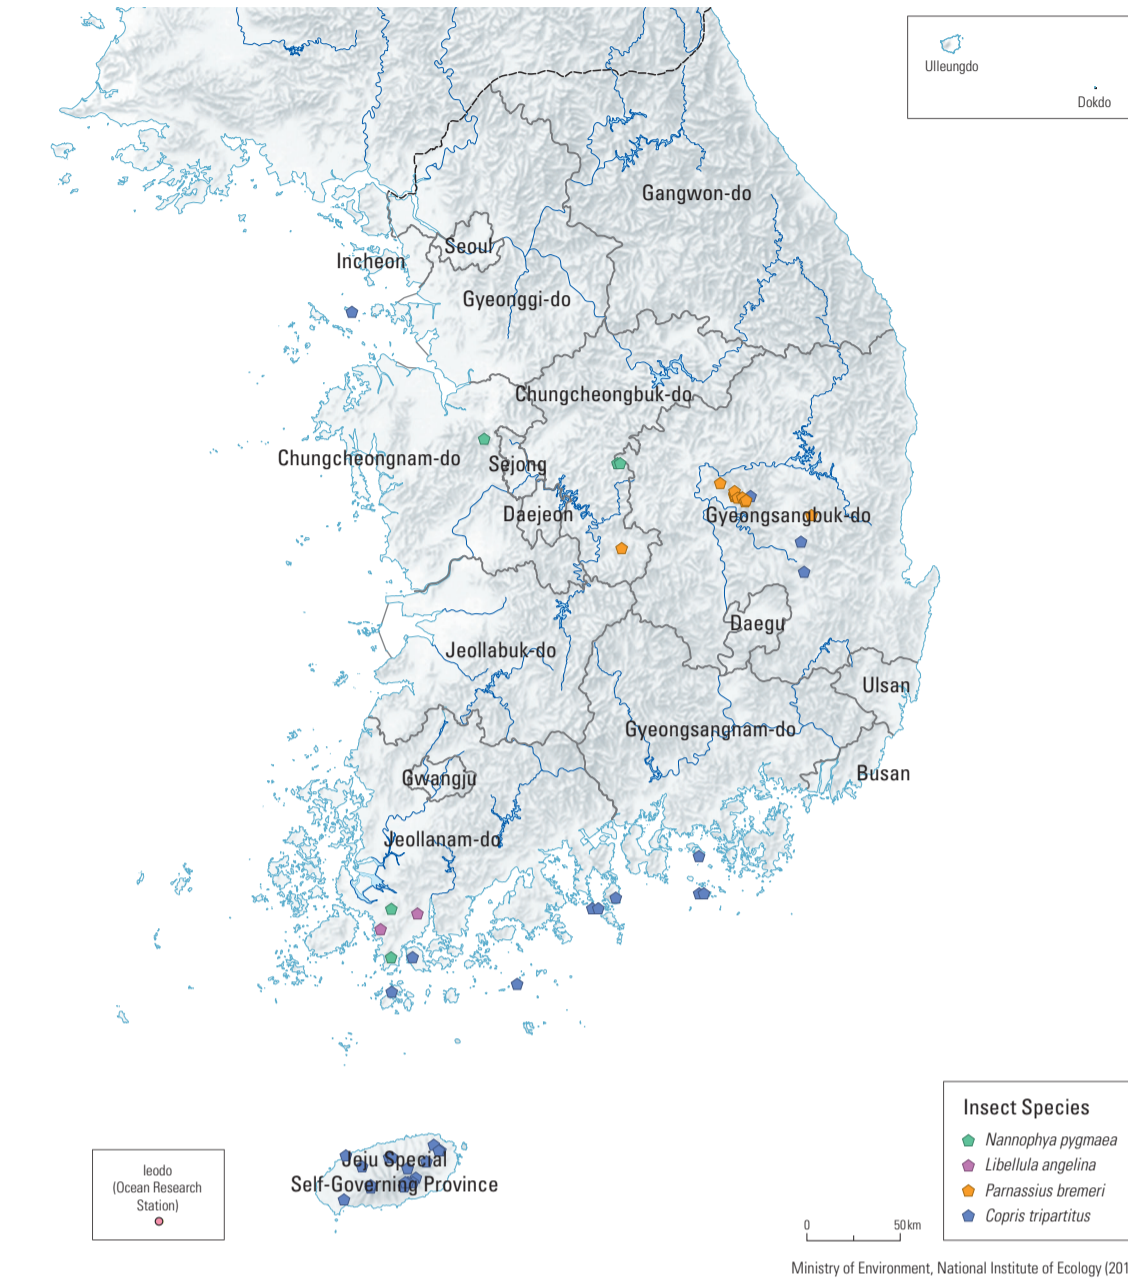 Ulleungdo
Dokdo
Gangwon-do
Seoul
Incheon
Gyeonggi-do
Chungcheongbuk-do
Chungcheongnam-do
Sejong
Daejeon
Gyeongsangbuk-do
Daegu
Jeollabuk-do
Ulsan
Gyeongsangnam-do
Busan
Gwangju
Jeollanam-do
Jeju Special
Self-Governing Province
Ieodo
(Ocean Research
Station)
Insect Species
Nannophya pygmaea
Libellula angelina
Parnassius bremeri
Copris tripartitus
0 50 km
Ministry of Environment, National Institute of Ecology (201